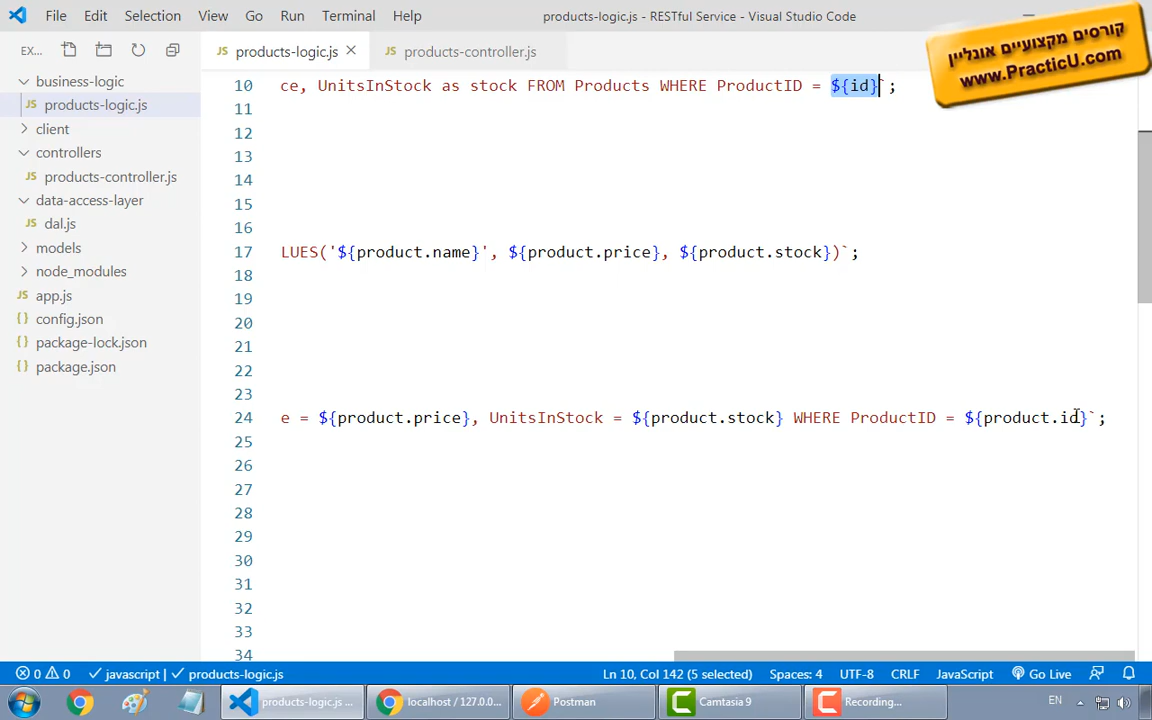 File Edit Selection View Go Run Terminal Help products-logic.js - RESTful Service - Visual Studio Code
קורסים מקצועיים אונליין
www.PracticU.com
EX...
products-logic.js
products-controller.js
business-logic
products-logic.js
client
controllers
products-controller.js
data-access-layer
dal.js
models
node_modules
app.js
config.json
package-lock.json
package.json
10 ce, UnitsInStock as stock FROM Products WHERE ProductID = ${id}`;
11
12
13
14
15
16
17 LUES('${product.name}', ${product.price}, ${product.stock})`;
18
19
20
21
22
23
24 e = ${product.price}, UnitsInStock = ${product.stock} WHERE ProductID = ${product.id}`;
25
26
27
28
29
30
31
32
33
34
0 0 javascript products-logic.js Ln 10, Col 142 (5 selected) Spaces: 4 UTF-8 CRLF JavaScript Go Live
products-logic.js ... localhost / 127.0.0... Postman Camtasia 9 Recording... EN